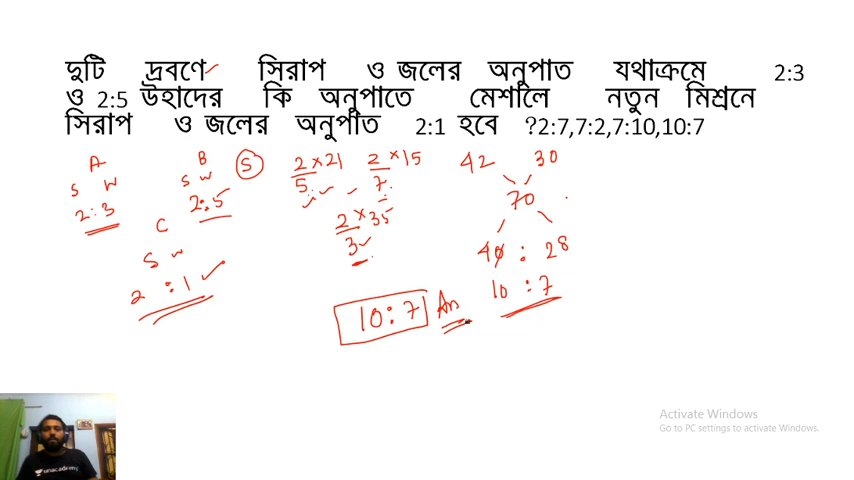 দুটি দ্রবণে সিরাপ ও জলের অনুপাত যথাক্রমে 2:3
ও 2:5 উহাদের কি অনুপাতে মেশালে নতুন মিশ্রনে
সিরাপ ও জলের অনুপাত 2:1 হবে ?2:7,7:2,7:10,10:7
A B S 2/5 × 21 2/7 × 15 42 30
S W S W
2:3 2:5 2/3 × 35 70
C
S W 40 : 28
2 :1 10 : 7
10:7 An
unacademy
Activate Windows
Go to PC settings to activate Windows.